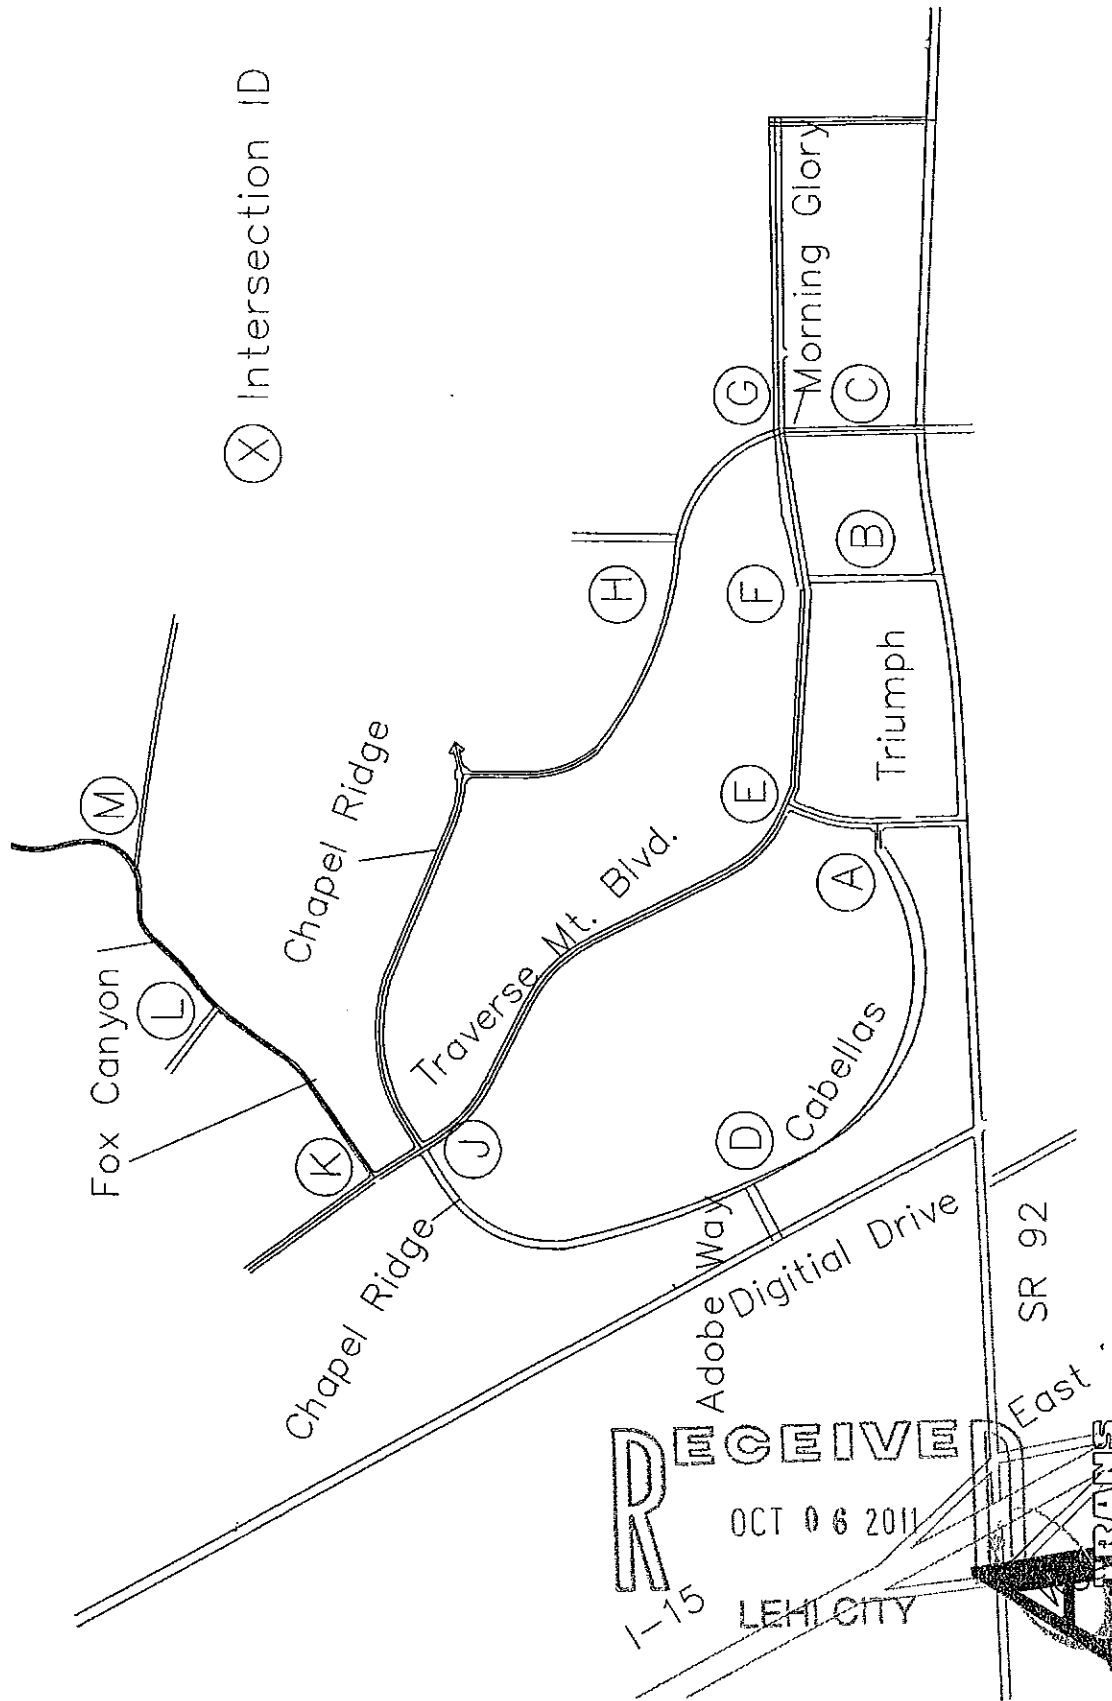 X Intersection ID
M
Fox Canyon
L
K
Chapel Ridge
H
G
Morning Glory
C
F
B
E
Triumph
A
Traverse Mt. Blvd.
J
Chapel Ridge
D
Cabellas
Adobe Way
Digitial Drive
SR 92
East
I-15
RECEIVED
OCT 06 2011
LEHI CITY
TRANS